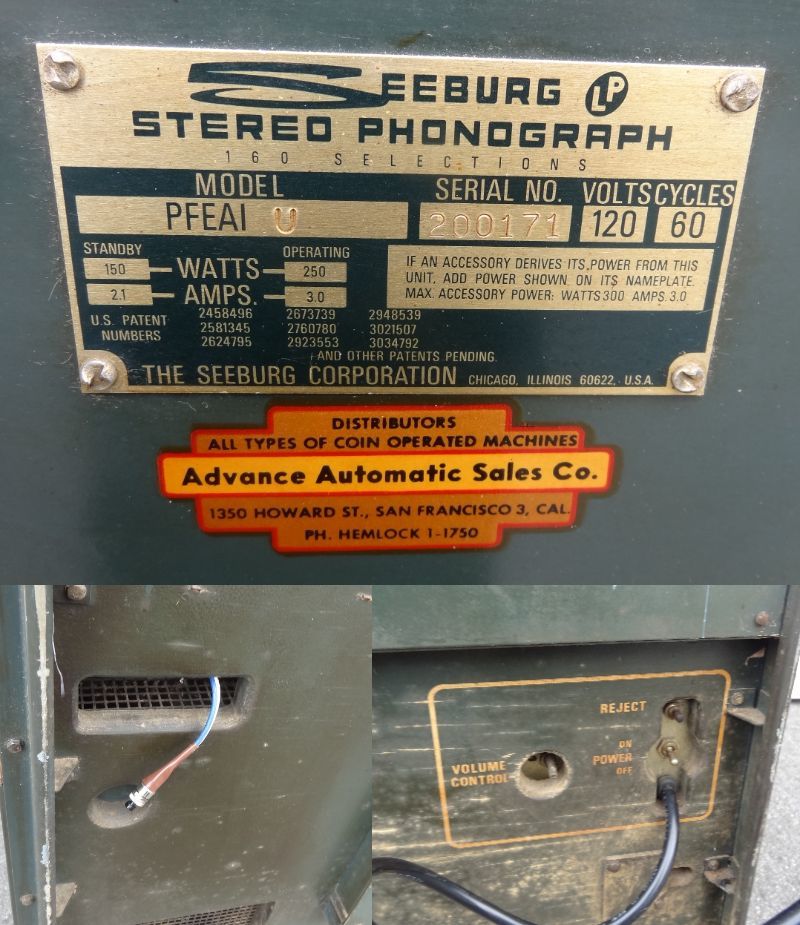 SEEBURG LP
STEREO PHONOGRAPH
160 SELECTIONS
MODEL SERIAL NO. VOLTS CYCLES
PFEA1 U 200171 120 60
STANDBY OPERATING
150 WATTS 250
2.1 AMPS. 3.0
IF AN ACCESSORY DERIVES ITS POWER FROM THIS
UNIT, ADD POWER SHOWN ON ITS NAMEPLATE.
MAX. ACCESSORY POWER: WATTS 300 AMPS. 3.0
U.S. PATENT
NUMBERS
2458496 2673739 2948539
2581345 2760780 3021507
2624795 2923553 3034792
AND OTHER PATENTS PENDING.
THE SEEBURG CORPORATION CHICAGO, ILLINOIS 60622, U.S.A.
DISTRIBUTORS
ALL TYPES OF COIN OPERATED MACHINES
Advance Automatic Sales Co.
1350 HOWARD ST., SAN FRANCISCO 3, CAL.
PH. HEMLOCK 1-1750
REJECT
ON
POWER
OFF
VOLUME
CONTROL